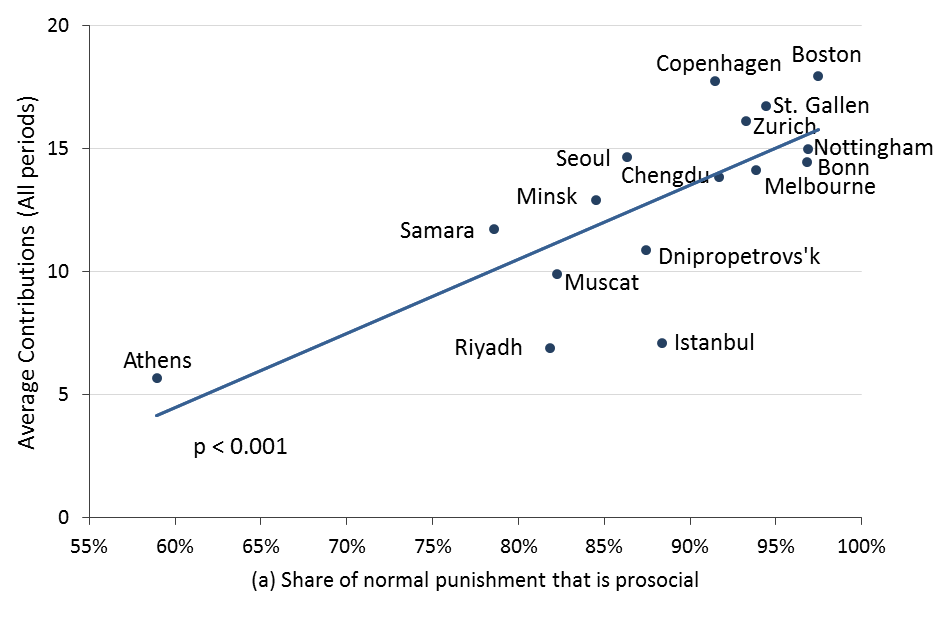 Average Contributions (All periods)
20
15
10
5
0
Copenhagen
Boston
St. Gallen
Zurich
Nottingham
Bonn
Melbourne
Seoul
Chengdu
Minsk
Samara
Dnipropetrovs'k
Muscat
Riyadh
Istanbul
Athens
p < 0.001
55% 60% 65% 70% 75% 80% 85% 90% 95% 100%
(a) Share of normal punishment that is prosocial